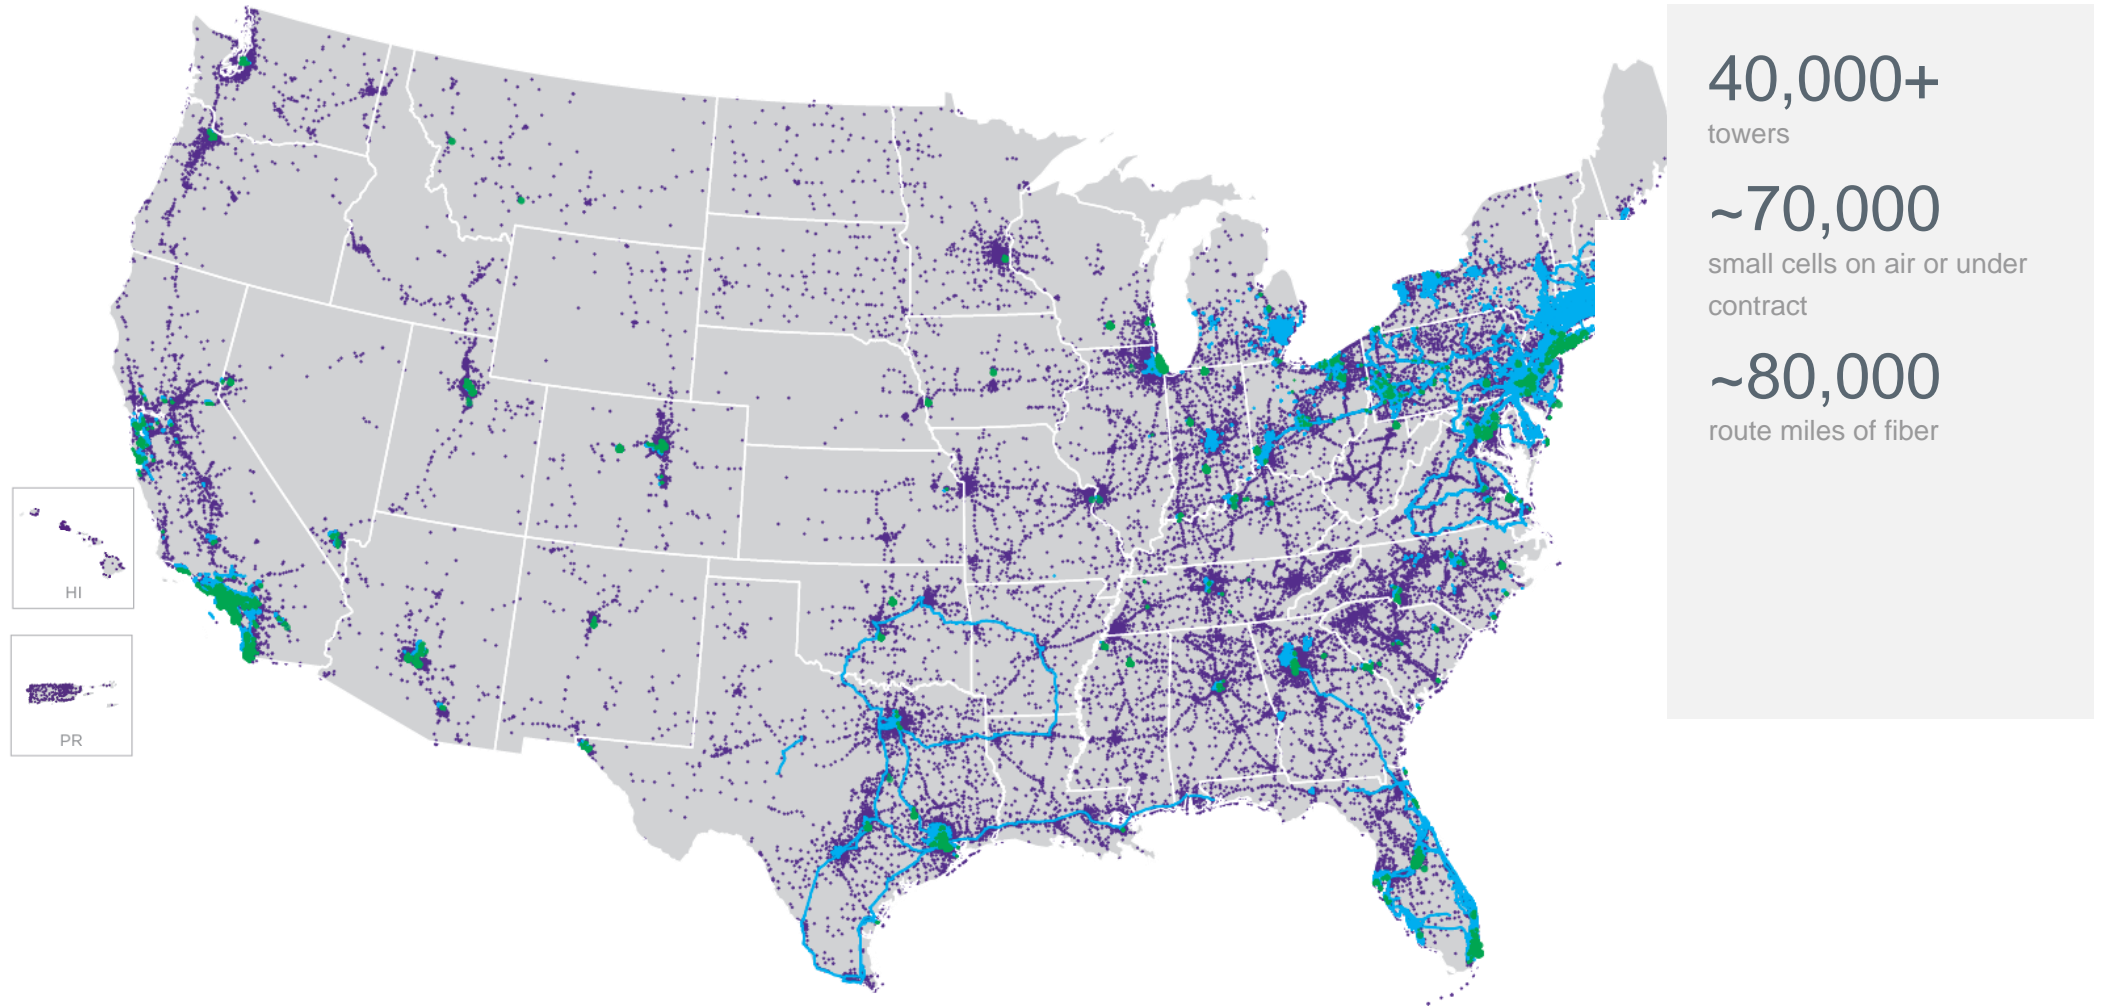 40,000+
towers
~70,000
small cells on air or under
contract
~80,000
route miles of fiber
HI
PR